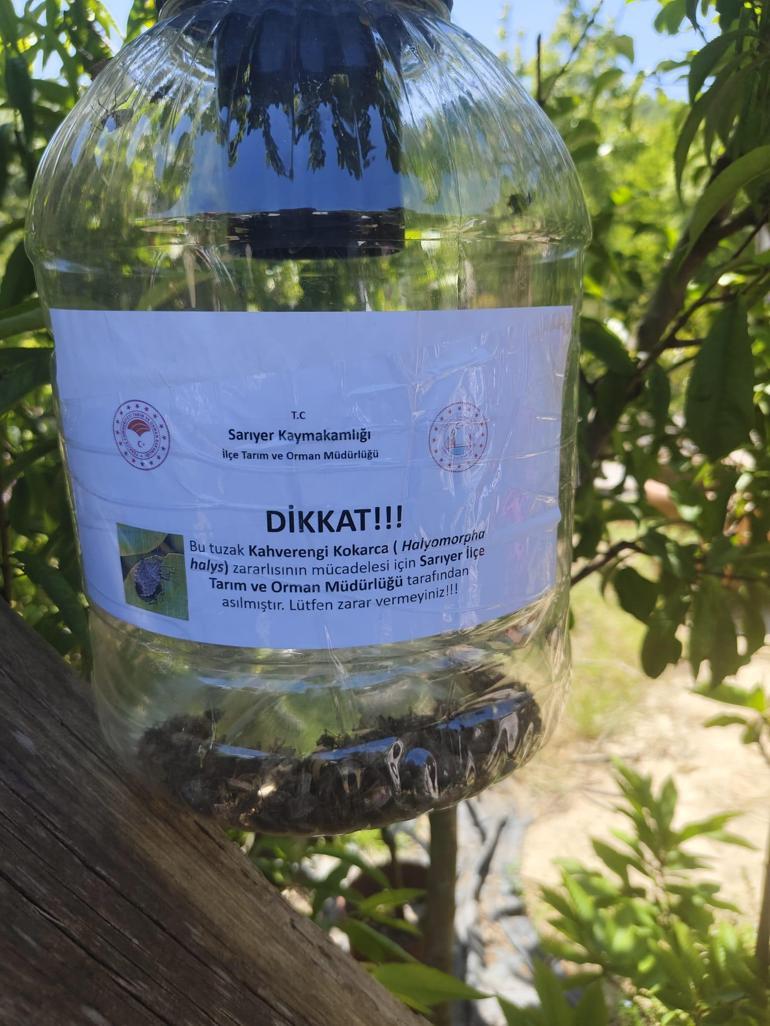 T.C
Sarıyer Kaymakamlığı
İlçe Tarım ve Orman Müdürlüğü
DİKKAT!!!
Bu tuzak Kahverengi Kokarca ( Halyomorpha
halys) zararlısının mücadelesi için Sarıyer İlçe
Tarım ve Orman Müdürlüğü tarafından
asılmıştır. Lütfen zarar vermeyiniz!!!